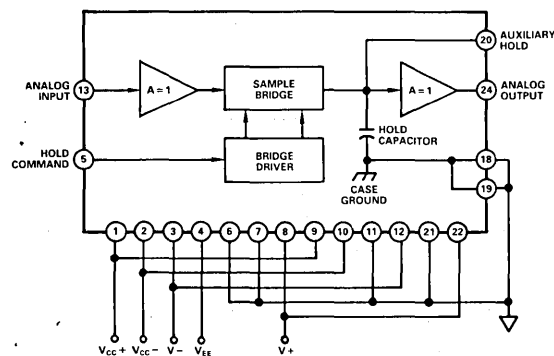 AUXILIARY
20 HOLD
ANALOG
INPUT 13
A = 1
SAMPLE
BRIDGE
A = 1
24 ANALOG
OUTPUT
HOLD
COMMAND 5
BRIDGE
DRIVER
HOLD
CAPACITOR
CASE
GROUND
18
19
1 2 3 4 6 7 8 9 10 11 12 21 22
VCC+ VCC− V− VEE V+